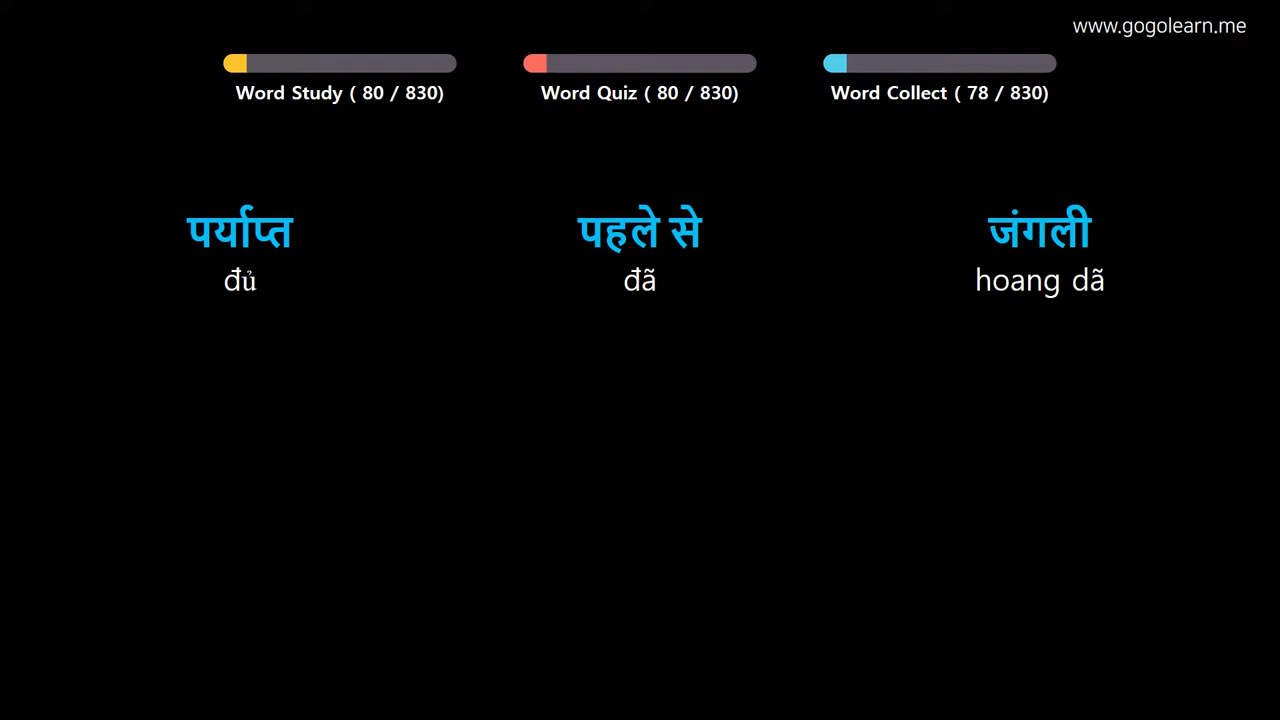 www.gogolearn.me
Word Study ( 80 / 830)
Word Quiz ( 80 / 830)
Word Collect ( 78 / 830)
पर्याप्त
đủ
पहले से
đã
जंगली
hoang dã